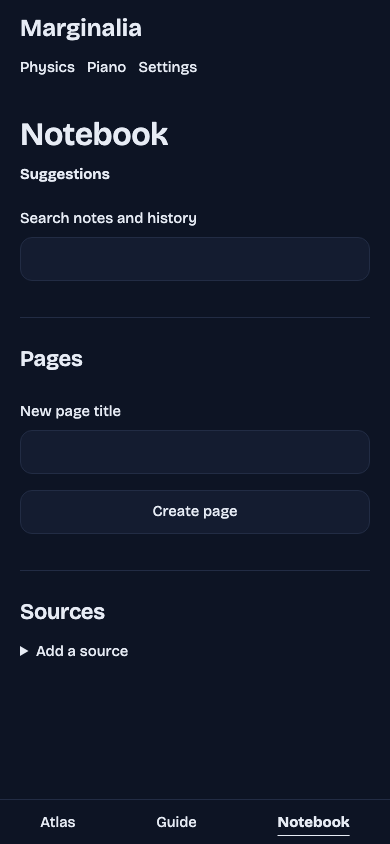 Marginalia
Physics Piano Settings
Notebook
Suggestions
Search notes and history
Pages
New page title
Create page
Sources
Add a source
Atlas Guide Notebook